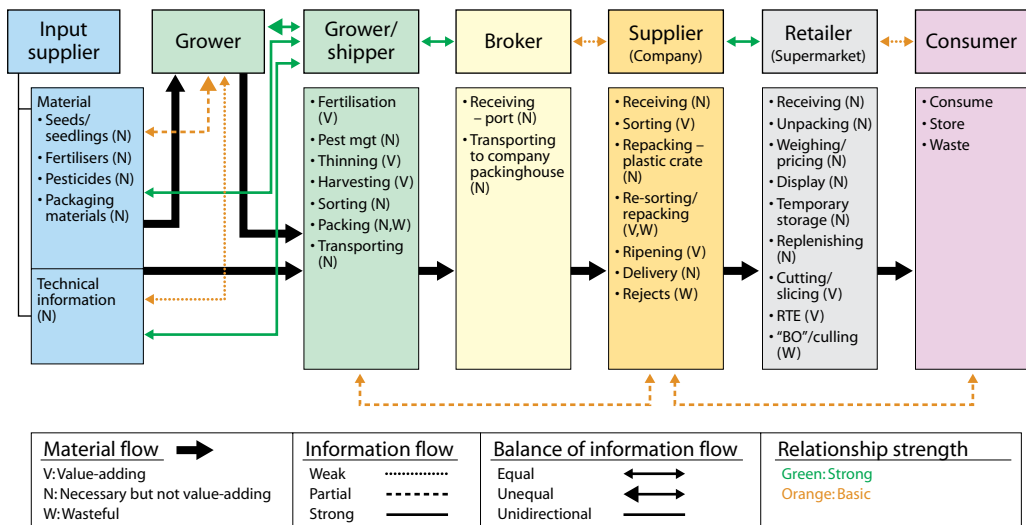 Input
supplier
Grower
Grower/
shipper
Broker
Supplier
(Company)
Retailer
(Supermarket)
Consumer
Material
• Seeds/
seedlings (N)
• Fertilisers (N)
• Pesticides (N)
• Packaging
materials (N)
Technical
information
(N)
• Fertilisation
(V)
• Pest mgt (N)
• Thinning (V)
• Harvesting (V)
• Sorting (N)
• Packing (N,W)
• Transporting
(N)
• Receiving
– port (N)
• Transporting
to company
packinghouse
(N)
• Receiving (N)
• Sorting (V)
• Repacking –
plastic crate
(N)
• Re-sorting/
repacking
(V,W)
• Ripening (V)
• Delivery (N)
• Rejects (W)
• Receiving (N)
• Unpacking (N)
• Weighing/
pricing (N)
• Display (N)
• Temporary
storage (N)
• Replenishing
(N)
• Cutting/
slicing (V)
• RTE (V)
• “BO”/culling
(W)
• Consume
• Store
• Waste
Material flow
V: Value-adding
N: Necessary but not value-adding
W: Wasteful
Information flow
Weak
Partial
Strong
Balance of information flow
Equal
Unequal
Unidirectional
Relationship strength
Green: Strong
Orange: Basic